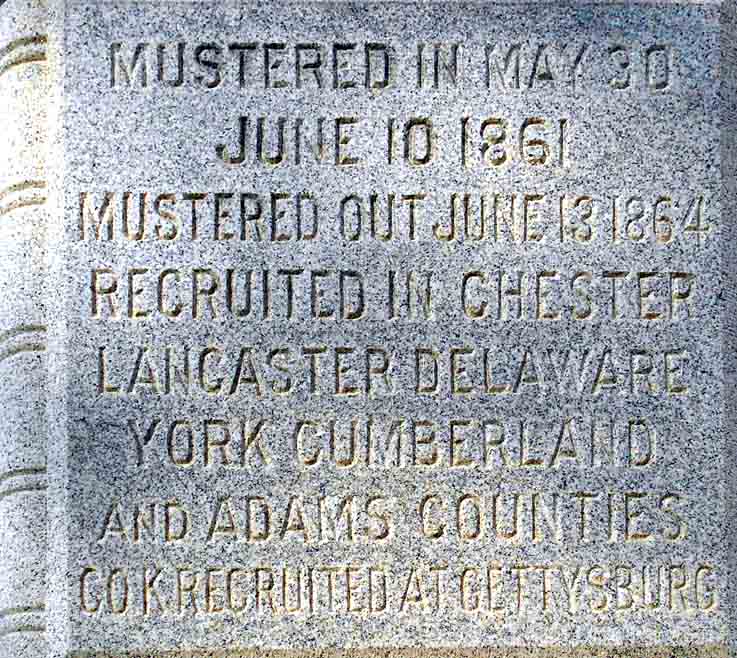 MUSTERED IN MAY 30
JUNE 10 1861
MUSTERED OUT JUNE 13 1864
RECRUITED IN CHESTER
LANCASTER DELAWARE
YORK CUMBERLAND
AND ADAMS COUNTIES
CO K RECRUITED AT GETTYSBURG